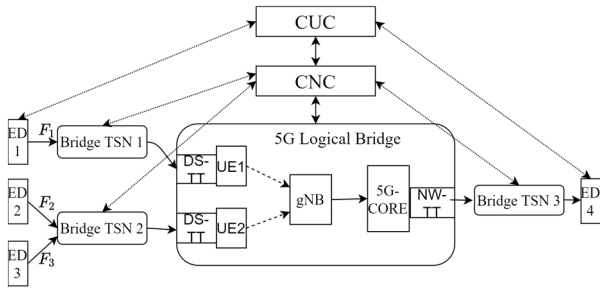 CUC
CNC
5G Logical Bridge
ED
1
F1
Bridge TSN 1
DS-
TT
UE1
ED
2
F2
Bridge TSN 2
DS-
TT
UE2
gNB
5G-
CORE
NW-
TT
Bridge TSN 3
ED
4
ED
3
F3